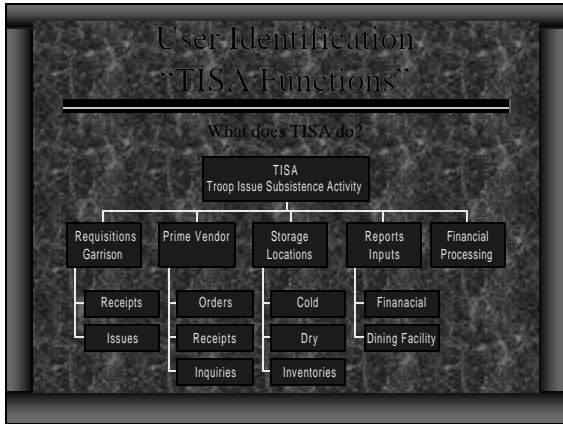 User Identification
“TISA Functions”
What does TISA do?
TISA
Troop Issue Subsistence Activity
Requisitions
Garrison
Prime Vendor
Storage
Locations
Reports
Inputs
Financial
Processing
Receipts
Issues
Orders
Receipts
Inquiries
Cold
Dry
Inventories
Finanacial
Dining Facility